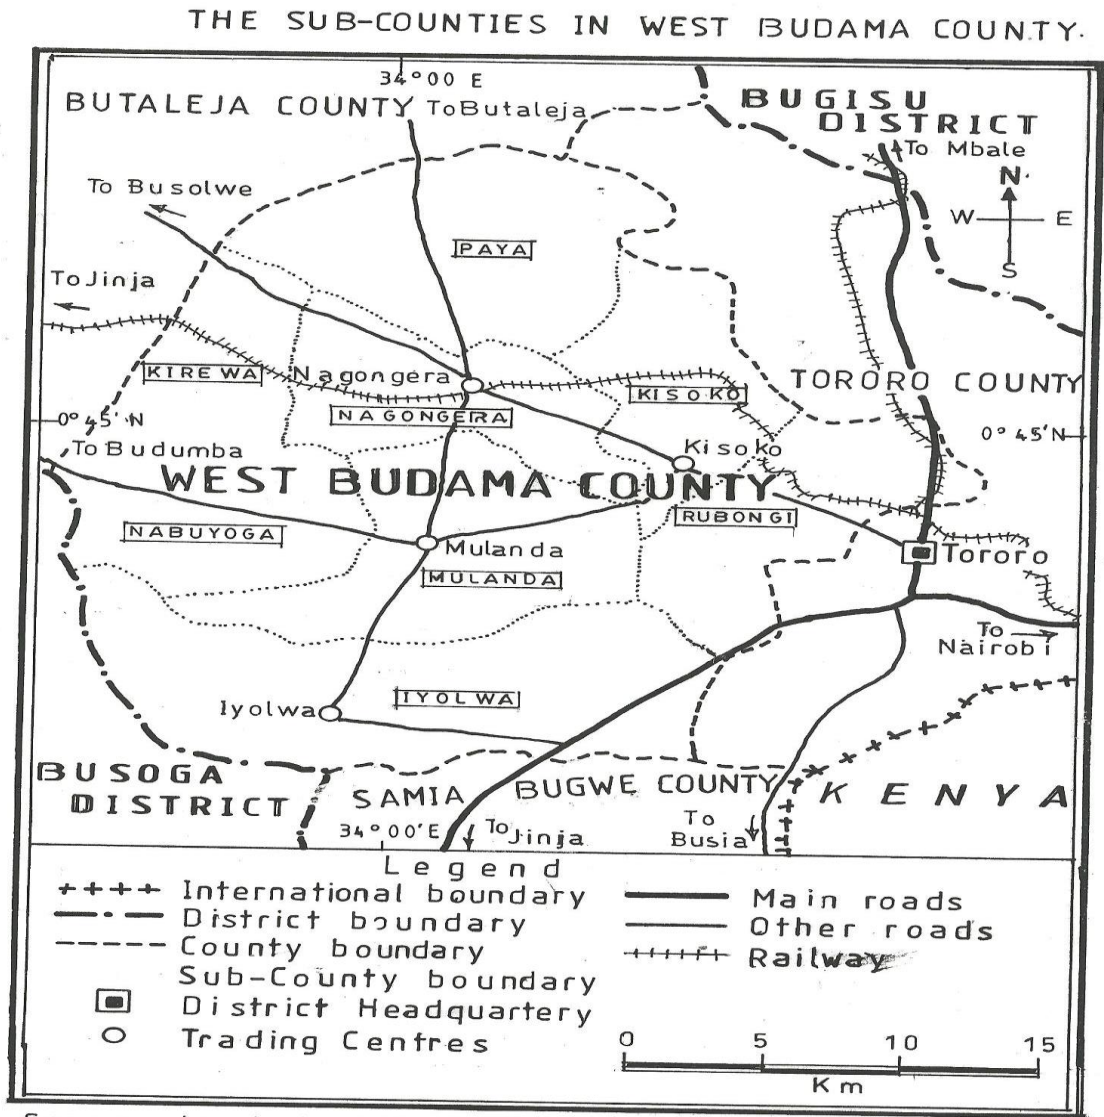 THE SUB-COUNTIES IN WEST BUDAMA COUNTY.
34°00 E
BUTALEJA COUNTY
To Butaleja
BUGISU
DISTRICT
To Mbale
N
W E
S
To Busolwe
PAYA
To Jinja
KIREWA
Nagongera
NAGONGERA
KISOKO
TORORO COUNTY
0° 45' N
0° 45'N
To Budumba
Kisoko
WEST BUDAMA COUNTY
RUBONGI
NABUYOGA
Mulanda
MULANDA
Tororo
To
Nairobi
IYOLWA
Iyolwa
BUSOGA
DISTRICT
SAMIA BUGWE COUNTY
KENYA
34°00'E
To Jinja
To
Busia
Legend
International boundary
District boundary
County boundary
Sub-County boundary
District Headquartery
Trading Centres
Main roads
Other roads
Railway
0 5 10 15
Km